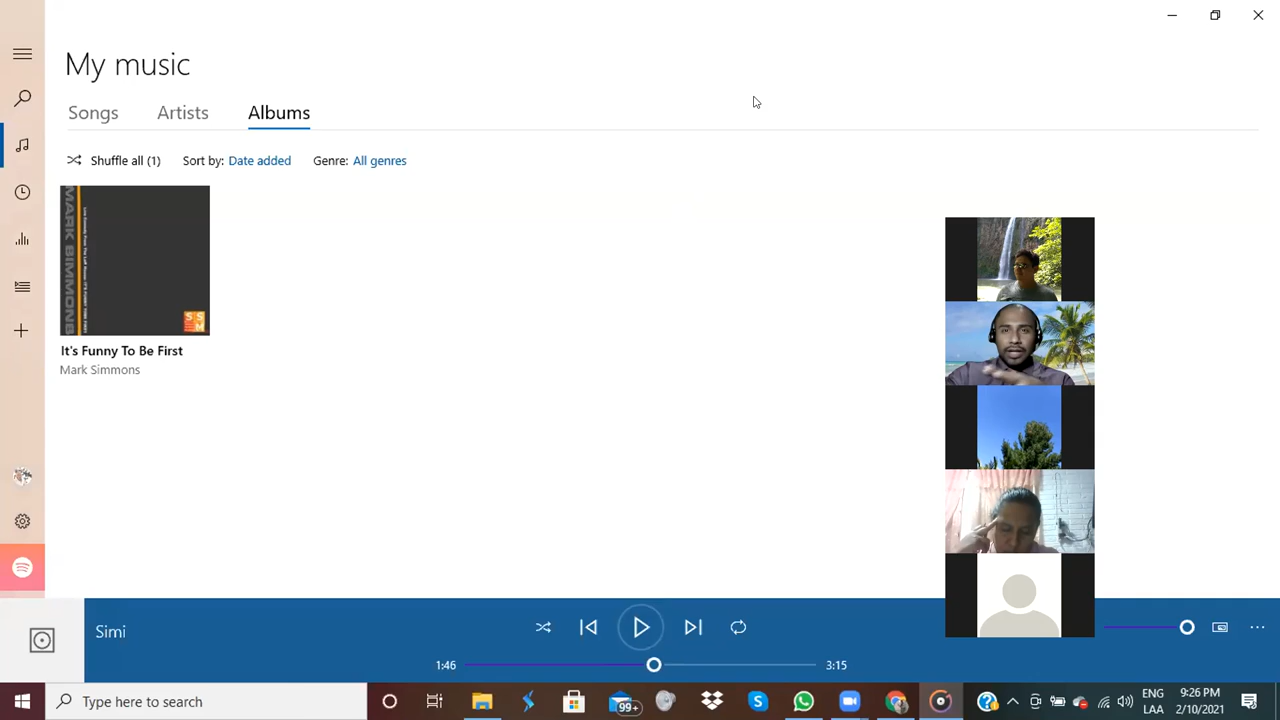 My music
Songs Artists Albums
Shuffle all (1) Sort by: Date added Genre: All genres
MARK SIMMONS
It's Funny To Be First
Mark Simmons
Simi
1:46 3:15
Type here to search
99+
ENG
LAA
9:26 PM
2/10/2021